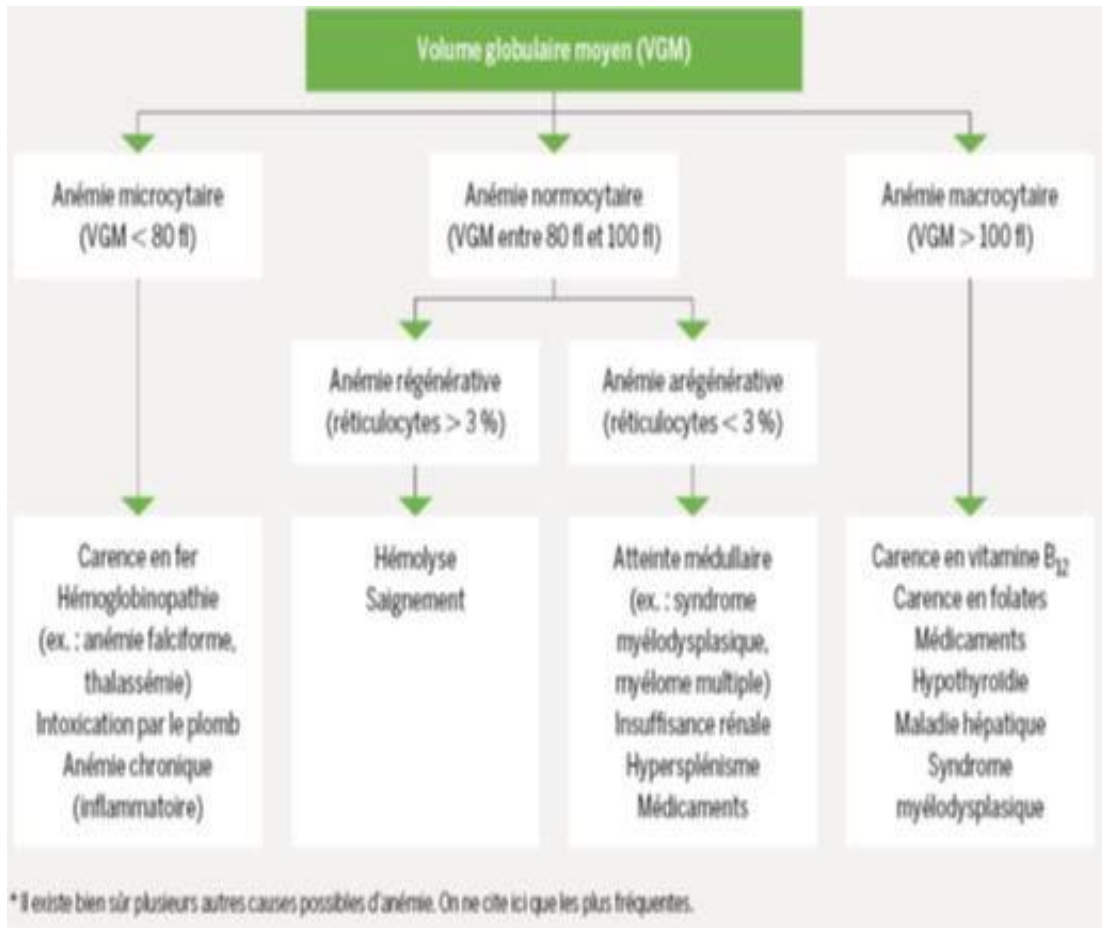 Volume globulaire moyen (VGM)
Anémie microcytaire
(VGM < 80 fl)
Anémie normocytaire
(VGM entre 80 fl et 100 fl)
Anémie macrocytaire
(VGM > 100 fl)
Anémie régénérative
(réticulocytes > 3 %)
Anémie arégénérative
(réticulocytes < 3 %)
Carence en fer
Hémoglobinopathie
(ex. : anémie falciforme,
thalassémie)
Intoxication par le plomb
Anémie chronique
(inflammatoire)
Hémolyse
Saignement
Atteinte médullaire
(ex. : syndrome
myélodysplasique,
myélome multiple)
Insuffisance rénale
Hypersplénisme
Médicaments
Carence en vitamine B12
Carence en folates
Médicaments
Hypothyroïdie
Maladie hépatique
Syndrome
myélodysplasique
* Il existe bien sûr plusieurs autres causes possibles d'anémie. On ne cite ici que les plus fréquentes.